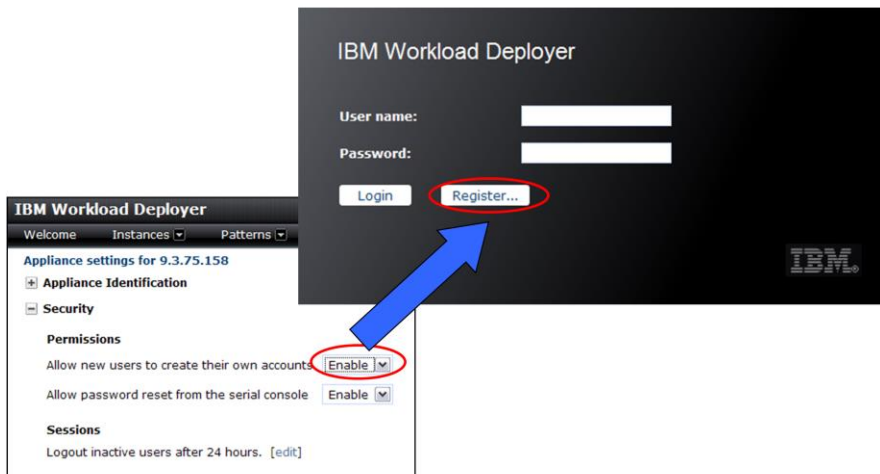 IBM Workload Deployer
User name:
Password:
Login Register...
IBM
IBM Workload Deployer
Welcome Instances Patterns
Appliance settings for 9.3.75.158
Appliance Identification
Security
Permissions
Allow new users to create their own accounts Enable
Allow password reset from the serial console Enable
Sessions
Logout inactive users after 24 hours. [edit]